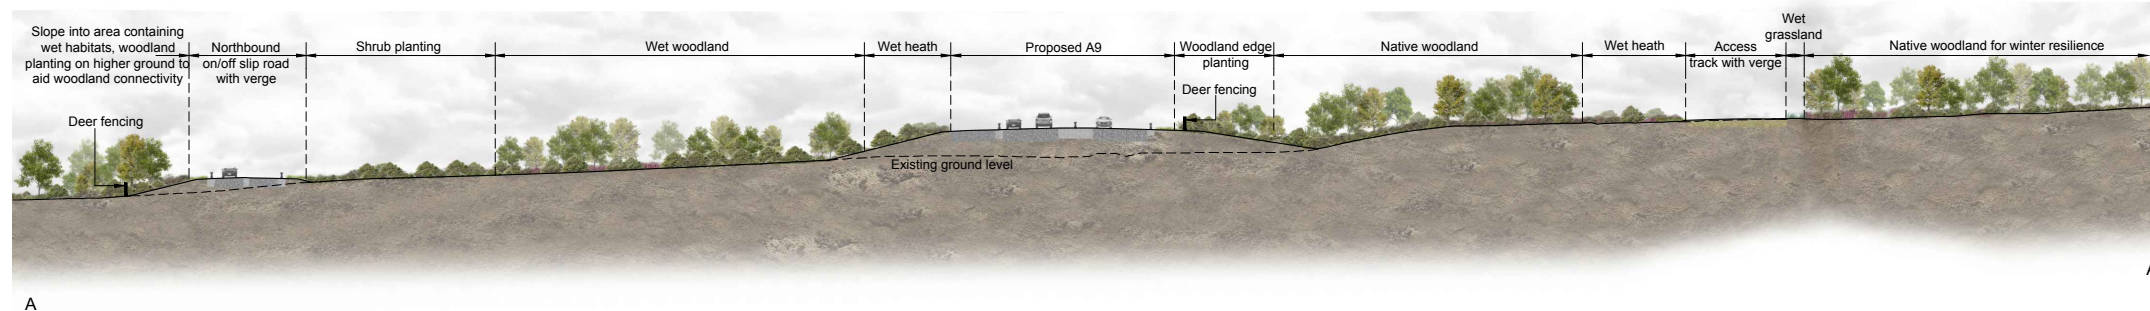 Slope into area containing
wet habitats, woodland
planting on higher ground to
aid woodland connectivity
Northbound
on/off slip road
with verge
Shrub planting
Wet woodland
Wet heath
Proposed A9
Woodland edge
planting
Native woodland
Wet heath
Access
track with verge
Wet
grassland
Native woodland for winter resilience
Deer fencing
Deer fencing
Existing ground level
A